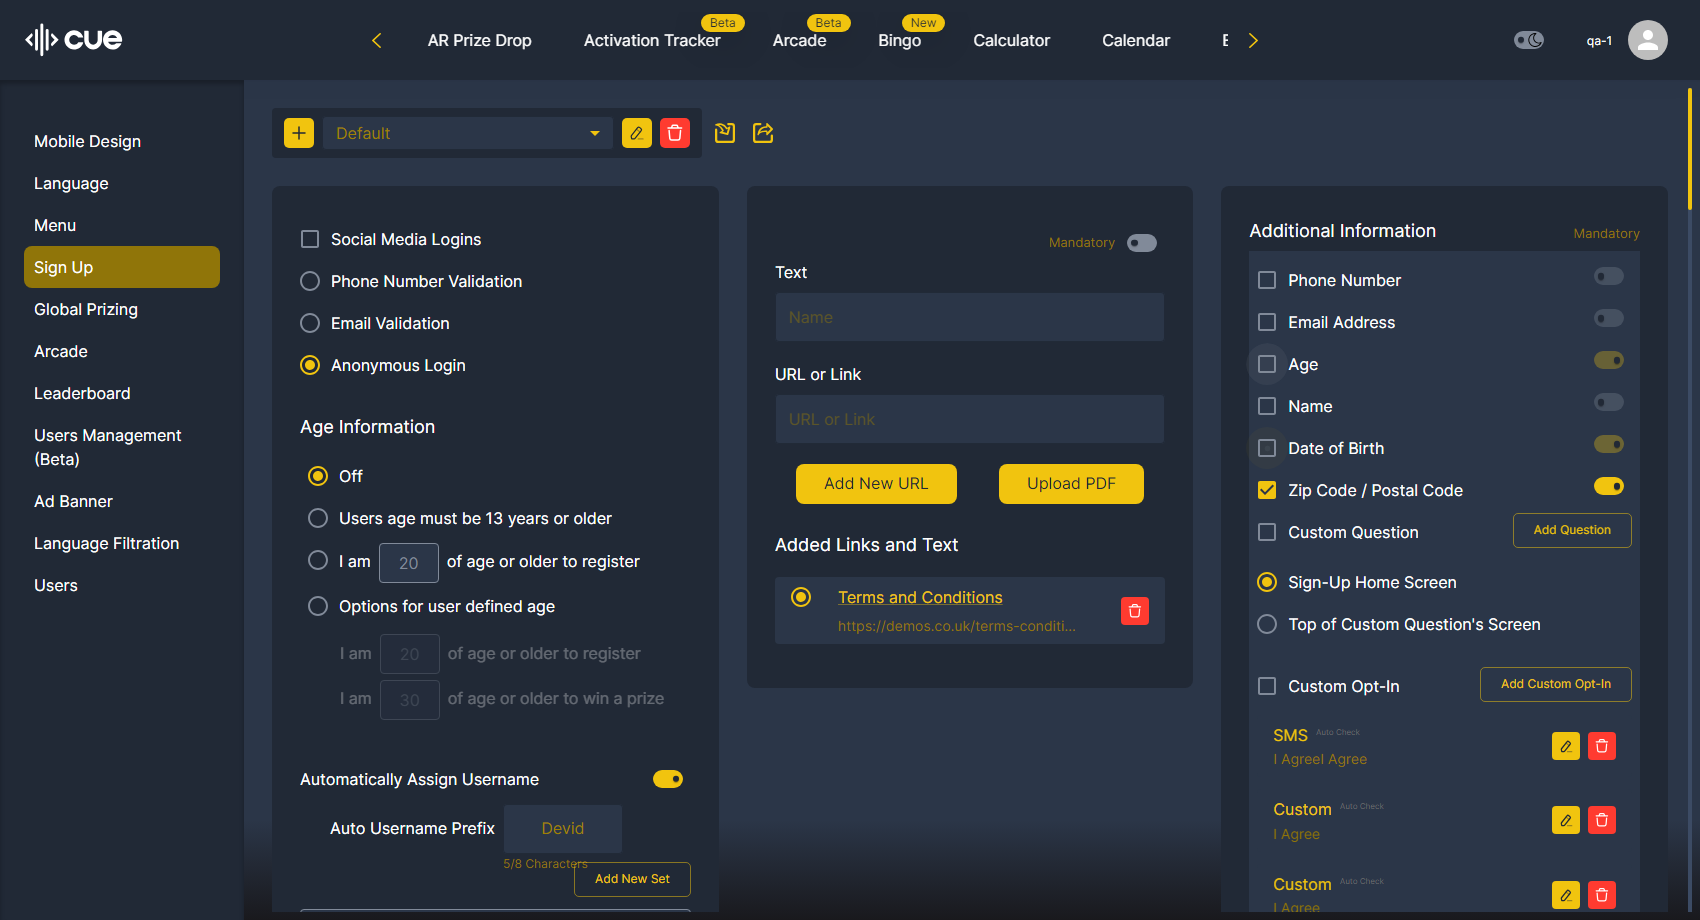 cue
AR Prize Drop
Activation Tracker
Beta
Arcade
Beta
Bingo
New
Calculator
Calendar
qa-1
Mobile Design
Language
Menu
Sign Up
Global Prizing
Arcade
Leaderboard
Users Management
(Beta)
Ad Banner
Language Filtration
Users
Default
Social Media Logins
Phone Number Validation
Email Validation
Anonymous Login
Age Information
Off
Users age must be 13 years or older
I am 20 of age or older to register
Options for user defined age
I am 20 of age or older to register
I am 30 of age or older to win a prize
Automatically Assign Username
Auto Username Prefix Devid
5/8 Characters
Add New Set
Mandatory
Text
Name
URL or Link
URL or Link
Add New URL
Upload PDF
Added Links and Text
Terms and Conditions
https://demos.co.uk/terms-conditi...
Additional Information
Mandatory
Phone Number
Email Address
Age
Name
Date of Birth
Zip Code / Postal Code
Custom Question
Add Question
Sign-Up Home Screen
Top of Custom Question's Screen
Custom Opt-In
Add Custom Opt-In
SMS Auto Check
I AgreeI Agree
Custom Auto Check
I Agree
Custom Auto Check
I Agree